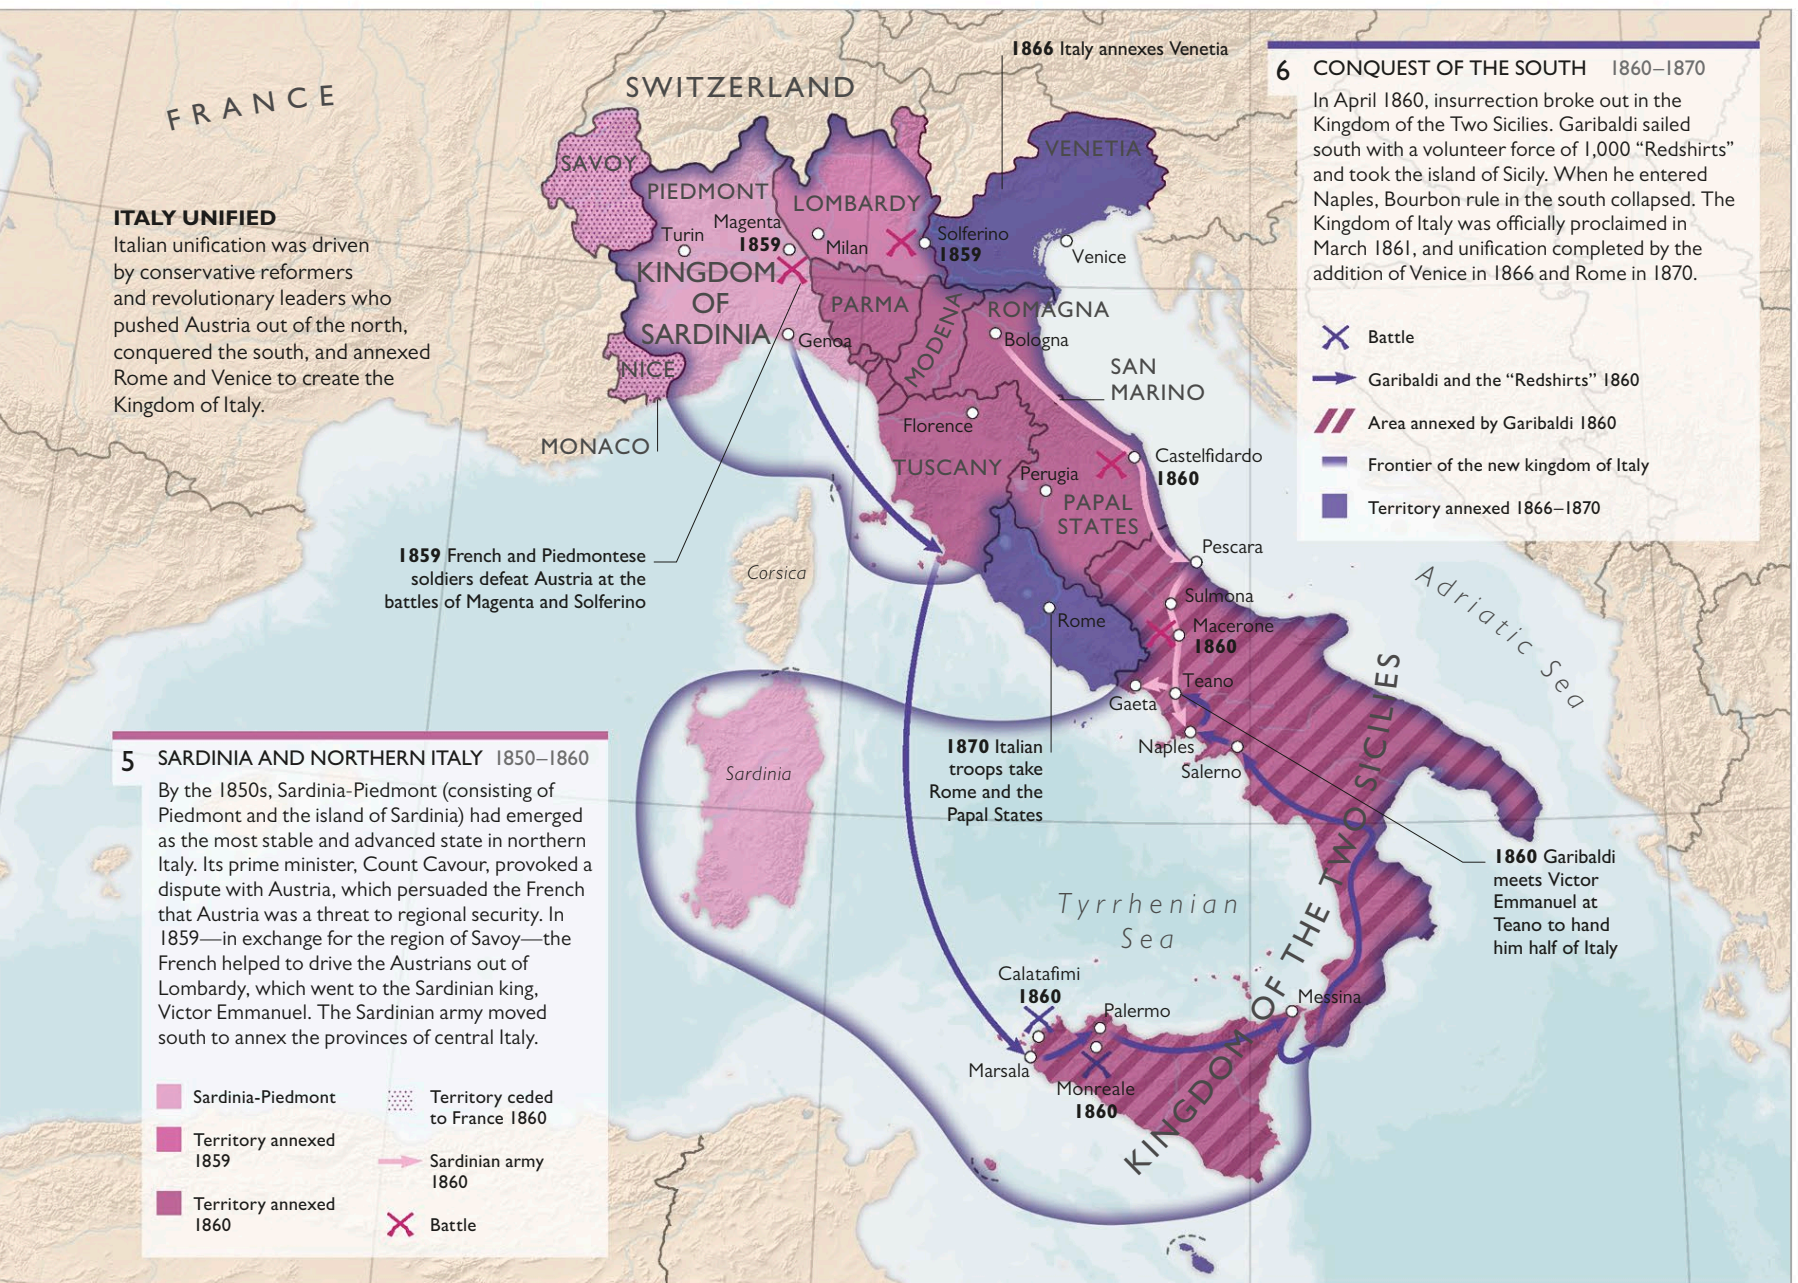 FRANCE
SWITZERLAND
1866 Italy annexes Venetia
ITALY UNIFIED
Italian unification was driven
by conservative reformers
and revolutionary leaders who
pushed Austria out of the north,
conquered the south, and annexed
Rome and Venice to create the
Kingdom of Italy.
SAVOY
PIEDMONT
LOMBARDY
VENETIA
Turin
Magenta
1859
Milan
Solferino
1859
Venice
KINGDOM
OF
SARDINIA
PARMA
MODENA
ROMAGNA
Genoa
Bologna
NICE
SAN
MARINO
MONACO
Florence
TUSCANY
Perugia
Castelfidardo
1860
PAPAL
STATES
Pescara
1859 French and Piedmontese
soldiers defeat Austria at the
battles of Magenta and Solferino
Corsica
Sulmona
Rome
Macerone
1860
Teano
Gaeta
Naples
Salerno
Adriatic Sea
1870 Italian
troops take
Rome and the
Papal States
Sardinia
1860 Garibaldi
meets Victor
Emmanuel at
Teano to hand
him half of Italy
Tyrrhenian
Sea
Calatafimi
1860
Palermo
Messina
Marsala
Monreale
1860
KINGDOM OF THE TWO SICILIES
6 CONQUEST OF THE SOUTH 1860–1870
In April 1860, insurrection broke out in the
Kingdom of the Two Sicilies. Garibaldi sailed
south with a volunteer force of 1,000 “Redshirts”
and took the island of Sicily. When he entered
Naples, Bourbon rule in the south collapsed. The
Kingdom of Italy was officially proclaimed in
March 1861, and unification completed by the
addition of Venice in 1866 and Rome in 1870.
Battle
Garibaldi and the “Redshirts” 1860
Area annexed by Garibaldi 1860
Frontier of the new kingdom of Italy
Territory annexed 1866–1870
5 SARDINIA AND NORTHERN ITALY 1850–1860
By the 1850s, Sardinia-Piedmont (consisting of
Piedmont and the island of Sardinia) had emerged
as the most stable and advanced state in northern
Italy. Its prime minister, Count Cavour, provoked a
dispute with Austria, which persuaded the French
that Austria was a threat to regional security. In
1859—in exchange for the region of Savoy—the
French helped to drive the Austrians out of
Lombardy, which went to the Sardinian king,
Victor Emmanuel. The Sardinian army moved
south to annex the provinces of central Italy.
Sardinia-Piedmont
Territory annexed
1859
Territory annexed
1860
Territory ceded
to France 1860
Sardinian army
1860
Battle